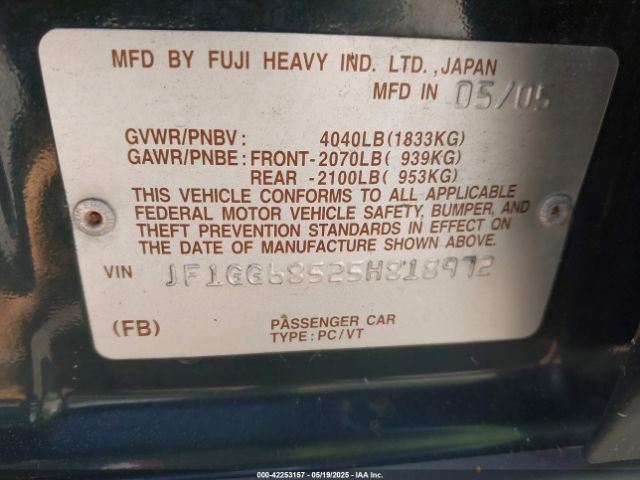 MFD BY FUJI HEAVY IND. LTD., JAPAN
MFD IN 05/05
GVWR/PNBV: 4040LB(1833KG)
GAWR/PNBE: FRONT-2070LB( 939KG)
REAR -2100LB( 953KG)
THIS VEHICLE CONFORMS TO ALL APPLICABLE
FEDERAL MOTOR VEHICLE SAFETY, BUMPER, AND
THEFT PREVENTION STANDARDS IN EFFECT ON
THE DATE OF MANUFACTURE SHOWN ABOVE.
VIN JF1GG68525H818972
(FB) PASSENGER CAR
TYPE: PC/VT
© IAA-42253157 - 05/19/2025 - IAA Inc.